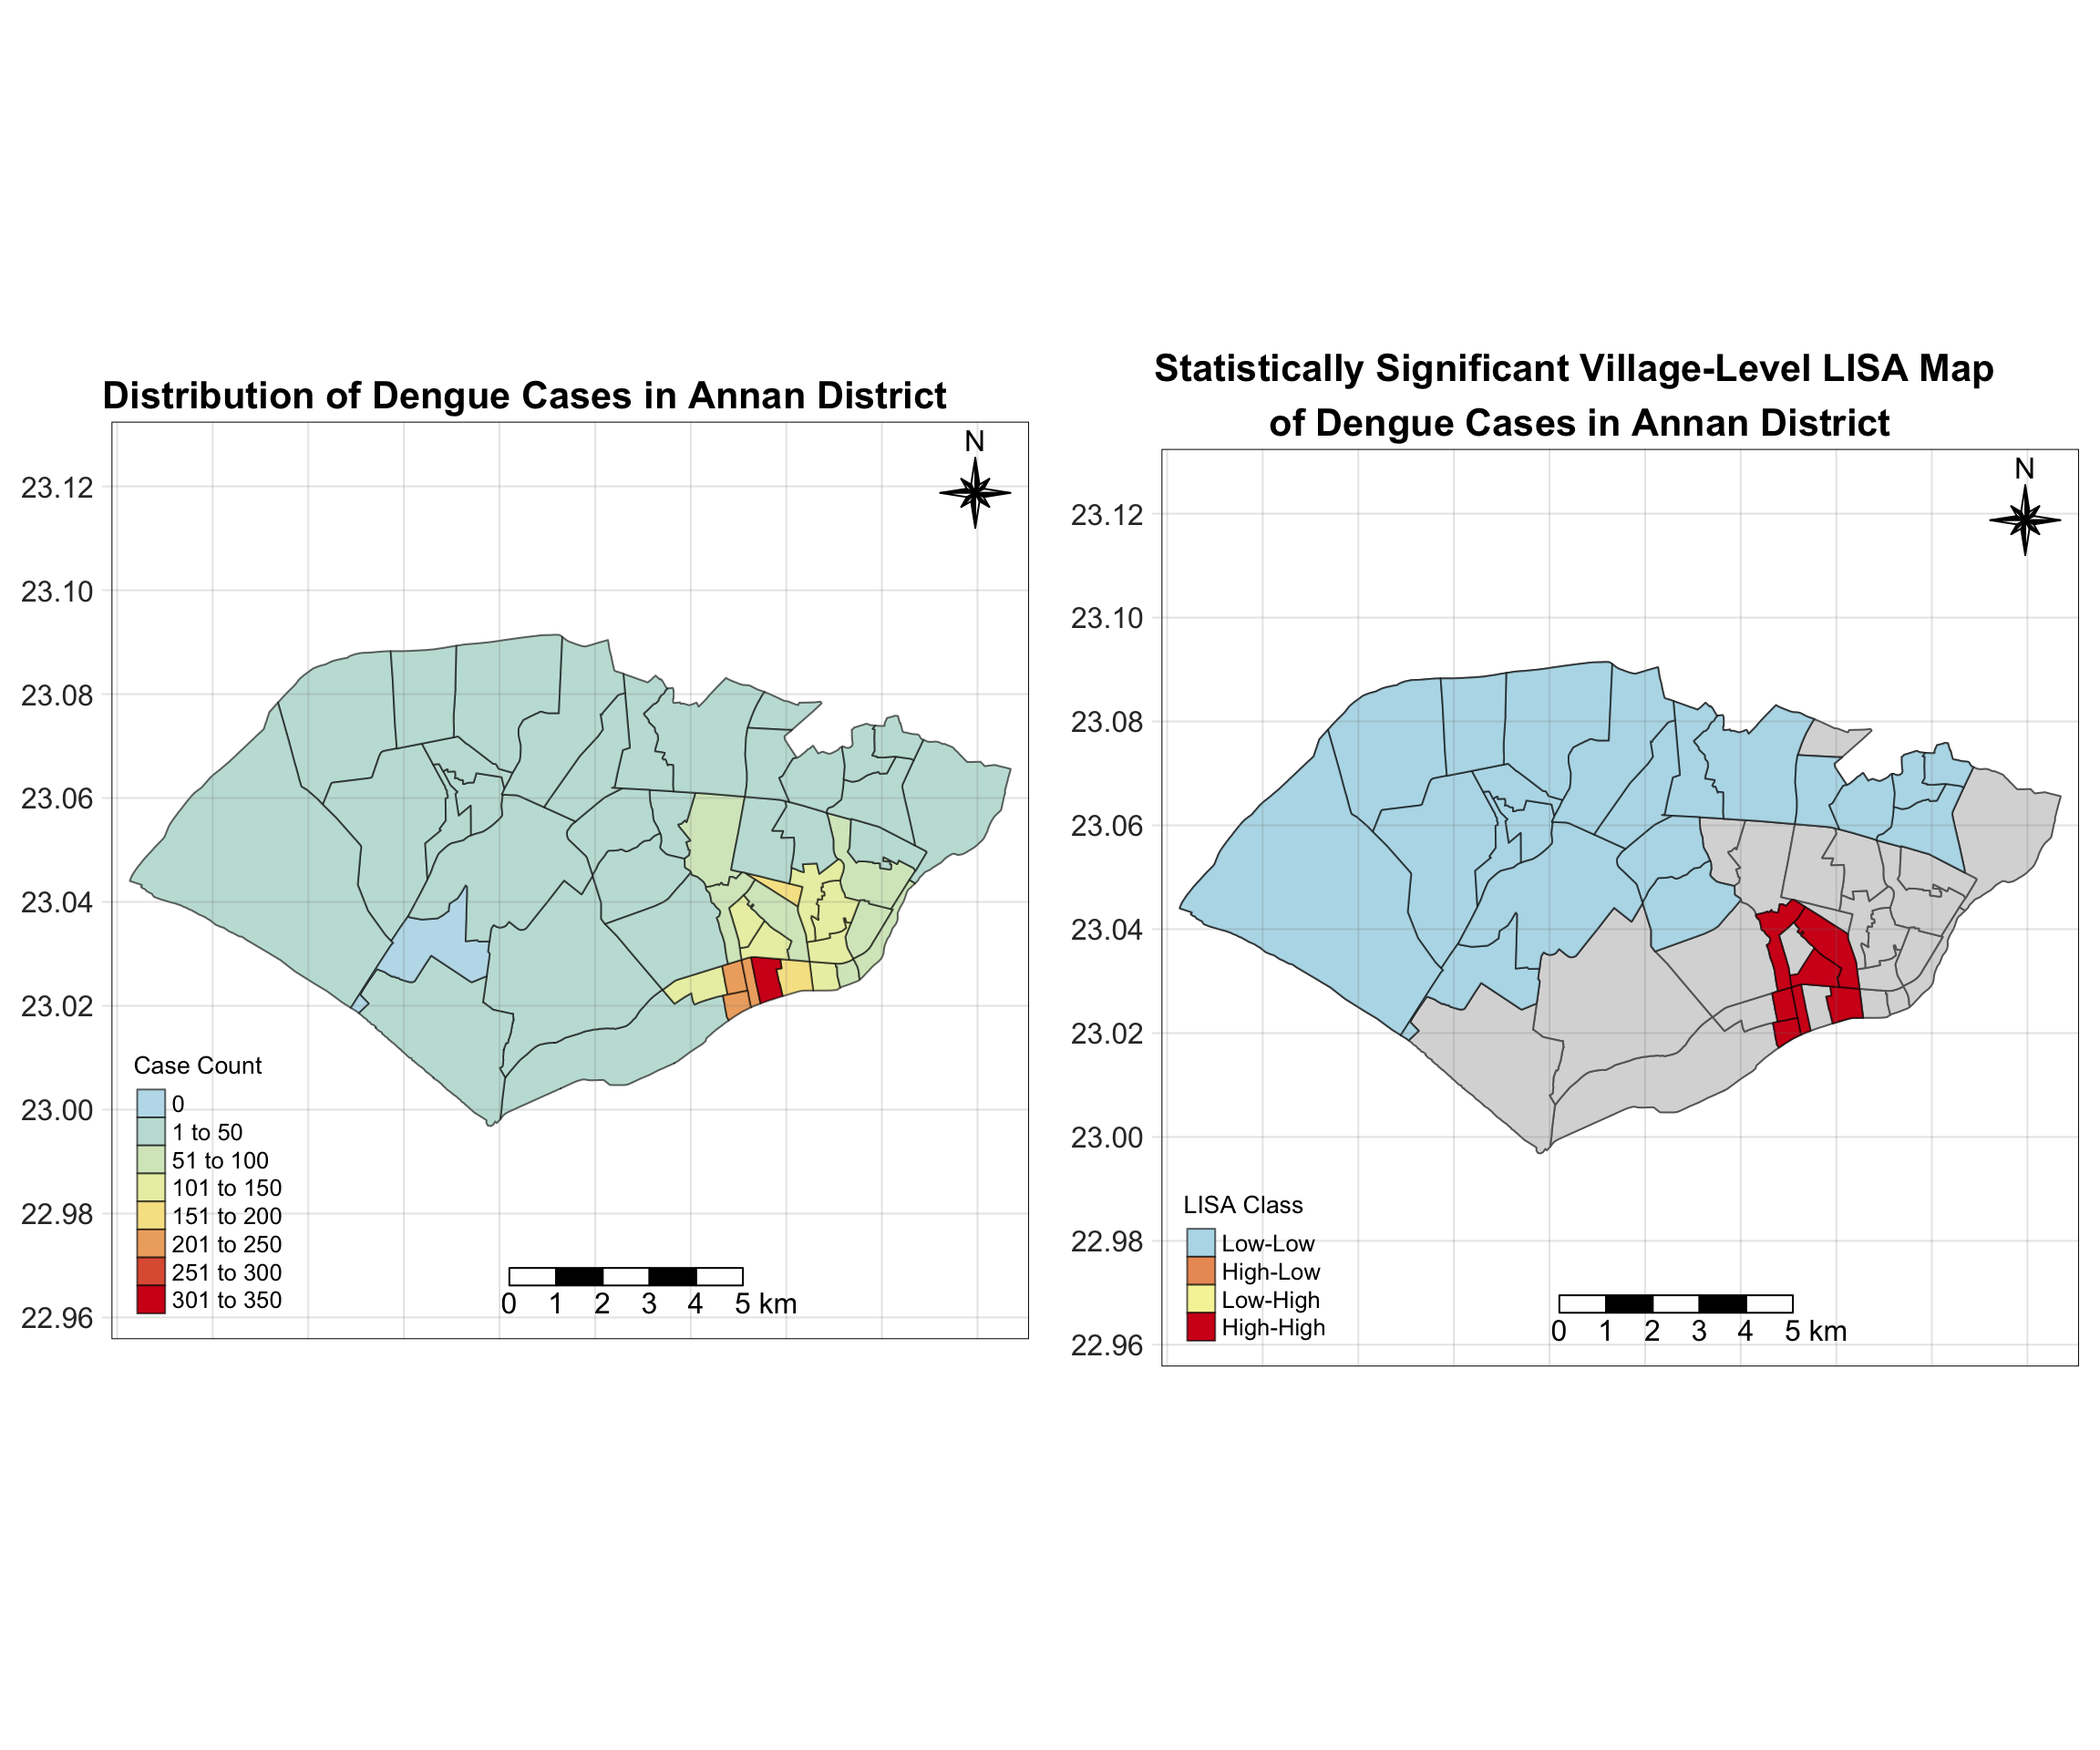 Distribution of Dengue Cases in Annan District
N
23.12
23.10
23.08
23.06
23.04
23.02
23.00
22.98
22.96
Case Count
0
1 to 50
51 to 100
101 to 150
151 to 200
201 to 250
251 to 300
301 to 350
0 1 2 3 4 5 km
Statistically Significant Village-Level LISA Map
of Dengue Cases in Annan District
N
23.12
23.10
23.08
23.06
23.04
23.02
23.00
22.98
22.96
LISA Class
Low-Low
High-Low
Low-High
High-High
0 1 2 3 4 5 km